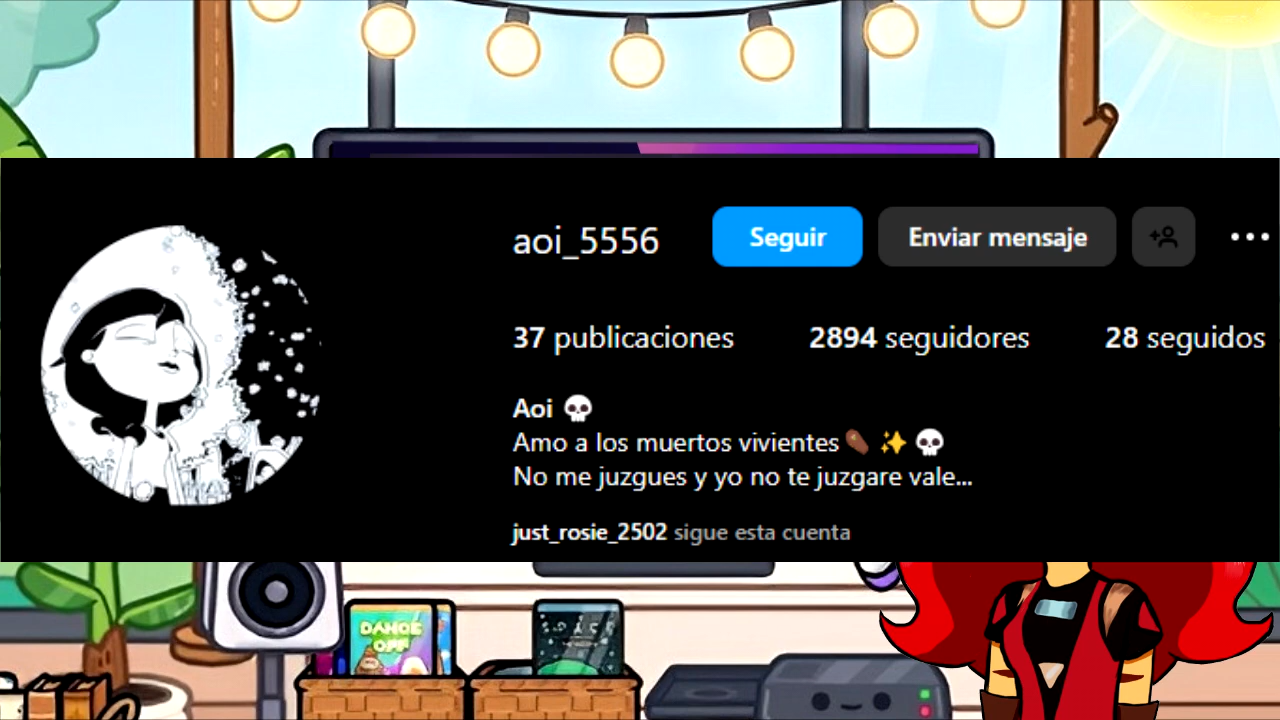 aoi_5556 Seguir Enviar mensaje
37 publicaciones 2894 seguidores 28 seguidos
Aoi 💀
Amo a los muertos vivientes ⚰️ ✨ 💀
No me juzgues y yo no te juzgare vale...
just_rosie_2502 sigue esta cuenta
DANCE
OFF
SPACE